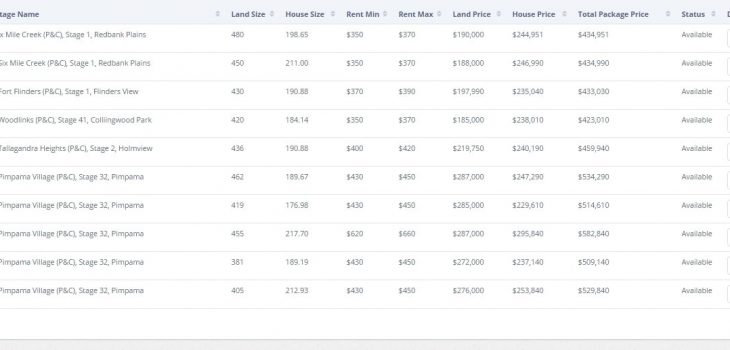 tage Name Land Size House Size Rent Min Rent Max Land Price House Price Total Package Price Status
x Mile Creek (P&C), Stage 1, Redbank Plains 480 198.65 $350 $370 $190,000 $244,951 $434,951 Available
Six Mile Creek (P&C), Stage 1, Redbank Plains 450 211.00 $350 $370 $188,000 $246,990 $434,990 Available
Fort Flinders (P&C), Stage 1, Flinders View 430 190.88 $370 $390 $197,990 $235,040 $433,030 Available
Woodlinks (P&C), Stage 41, Colliingwood Park 420 184.14 $350 $370 $185,000 $238,010 $423,010 Available
Tallagandra Heights (P&C), Stage 2, Holmview 436 190.88 $400 $420 $219,750 $240,190 $459,940 Available
Pimpama Village (P&C), Stage 32, Pimpama 462 189.67 $430 $450 $287,000 $247,290 $534,290 Available
Pimpama Village (P&C), Stage 32, Pimpama 419 176.98 $430 $450 $285,000 $229,610 $514,610 Available
Pimpama Village (P&C), Stage 32, Pimpama 455 217.70 $620 $660 $287,000 $295,840 $582,840 Available
Pimpama Village (P&C), Stage 32, Pimpama 381 189.19 $430 $450 $272,000 $237,140 $509,140 Available
Pimpama Village (P&C), Stage 32, Pimpama 405 212.93 $430 $450 $276,000 $253,840 $529,840 Available